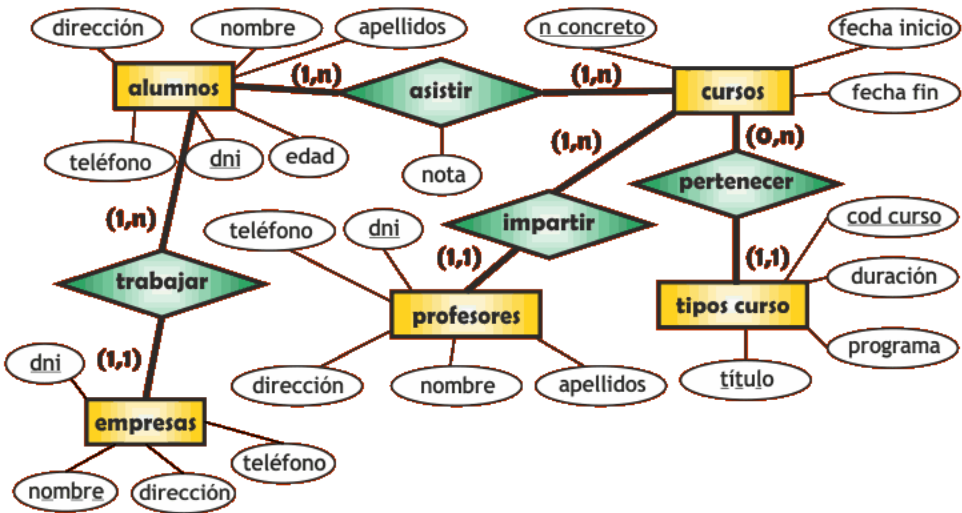 dirección
nombre
apellidos
n concreto
fecha inicio
alumnos
(1,n)
asistir
(1,n)
cursos
fecha fin
teléfono
dni
edad
nota
(1,n)
(0,n)
pertenecer
(1,n)
teléfono
dni
impartir
cod curso
(1,1)
(1,1)
duración
trabajar
profesores
tipos curso
programa
(1,1)
dni
dirección
nombre
apellidos
título
empresas
teléfono
nombre
dirección